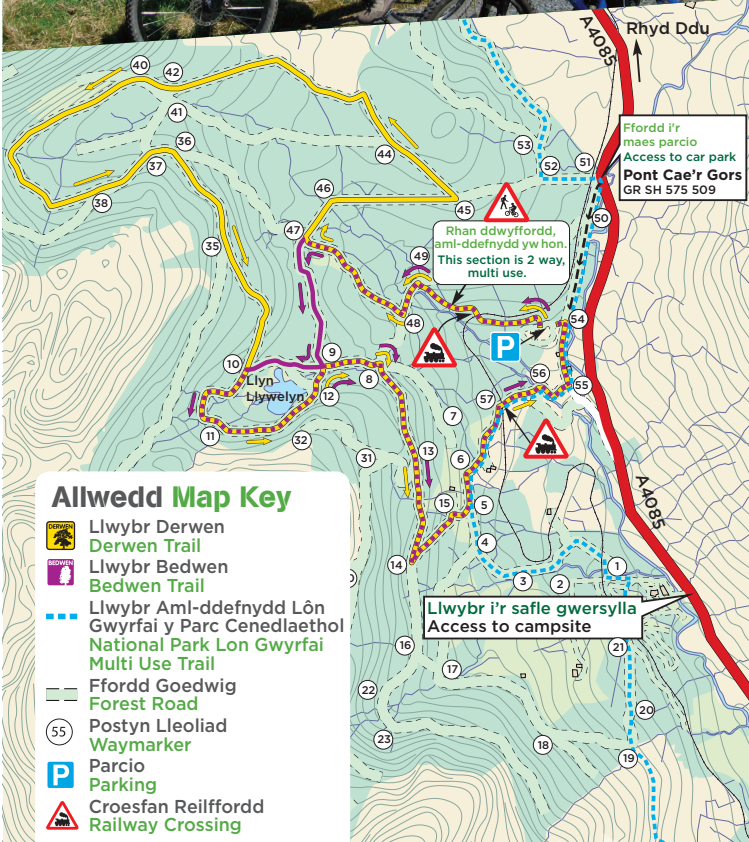 A4085
Rhyd Ddu
40
42
41
36
37
38
44
53
52
51
Ffordd i'r
maes parcio
Access to car park
Pont Cae'r Gors
GR SH 575 509
50
46
45
47
35
Rhan ddwyffordd,
aml-ddefnydd yw hon.
This section is 2 way,
multi use.
49
48
54
P
10
9
8
Llyn
Llywelyn
12
56
55
57
11
32
7
31
13
6
15
5
4
14
A4085
1
3
2
Llwybr i'r safle gwersylla
Access to campsite
16
17
21
22
20
23
18
19
Allwedd Map Key
DERWEN
Llwybr Derwen
Derwen Trail
BEDWEN
Llwybr Bedwen
Bedwen Trail
Llwybr Aml-ddefnydd Lôn
Gwyrfai y Parc Cenedlaethol
National Park Lon Gwyrfai
Multi Use Trail
Ffordd Goedwig
Forest Road
55
Postyn Lleoliad
Waymarker
P
Parcio
Parking
Croesfan Reilffordd
Railway Crossing